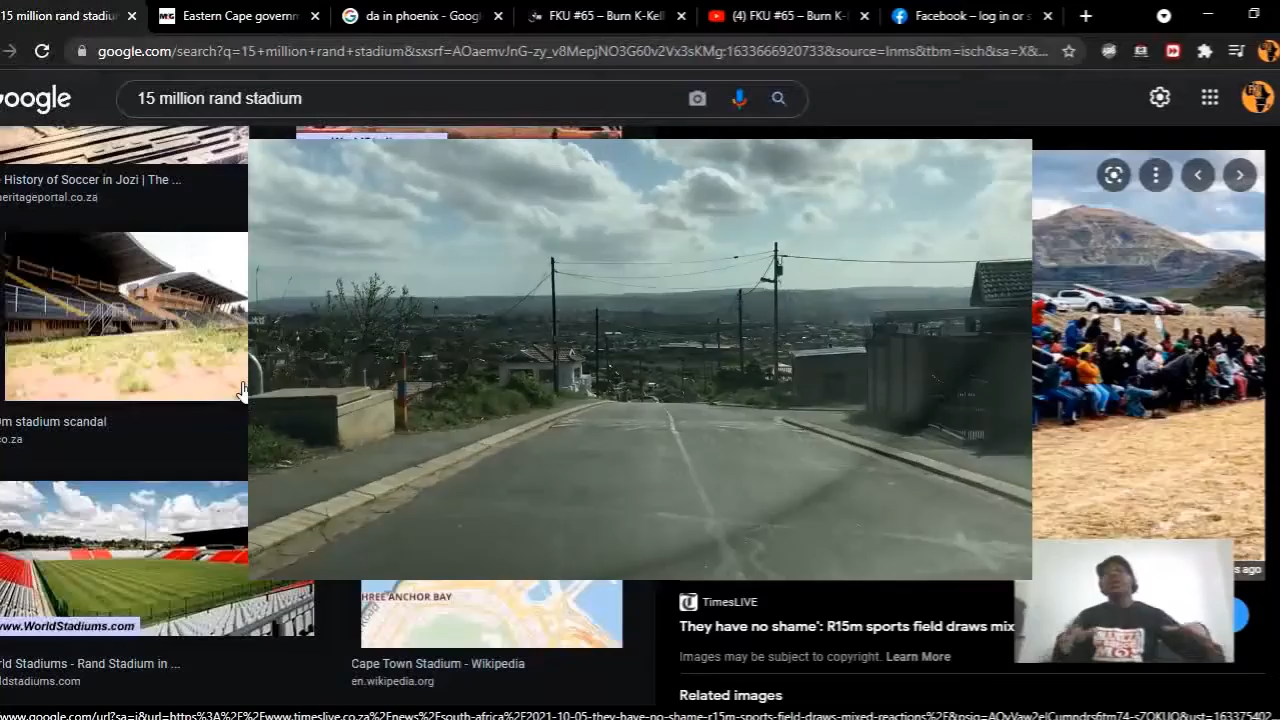 15 million rand stadium
Eastern Cape governm
da in phoenix - Goog
FKU #65 – Burn K-Kell
(4) FKU #65 – Burn K-
Facebook – log in or s
google.com/search?q=15+million+rand+stadium&sxsrf=AOaemvJnG-zy_v8MepjNO3G60v2Vx3sKMg:1633666920733&source=lnms&tbm=isch&sa=X&...
oogle
15 million rand stadium
History of Soccer in Jozi | The ...
heritageportal.co.za
m stadium scandal
co.za
www.WorldStadiums.com
rld Stadiums - Rand Stadium in ...
ldstadiums.com
HREE ANCHOR BAY
Cape Town Stadium - Wikipedia
en.wikipedia.org
s ago
TimesLIVE
They have no shame': R15m sports field draws mix
Images may be subject to copyright. Learn More
Related images